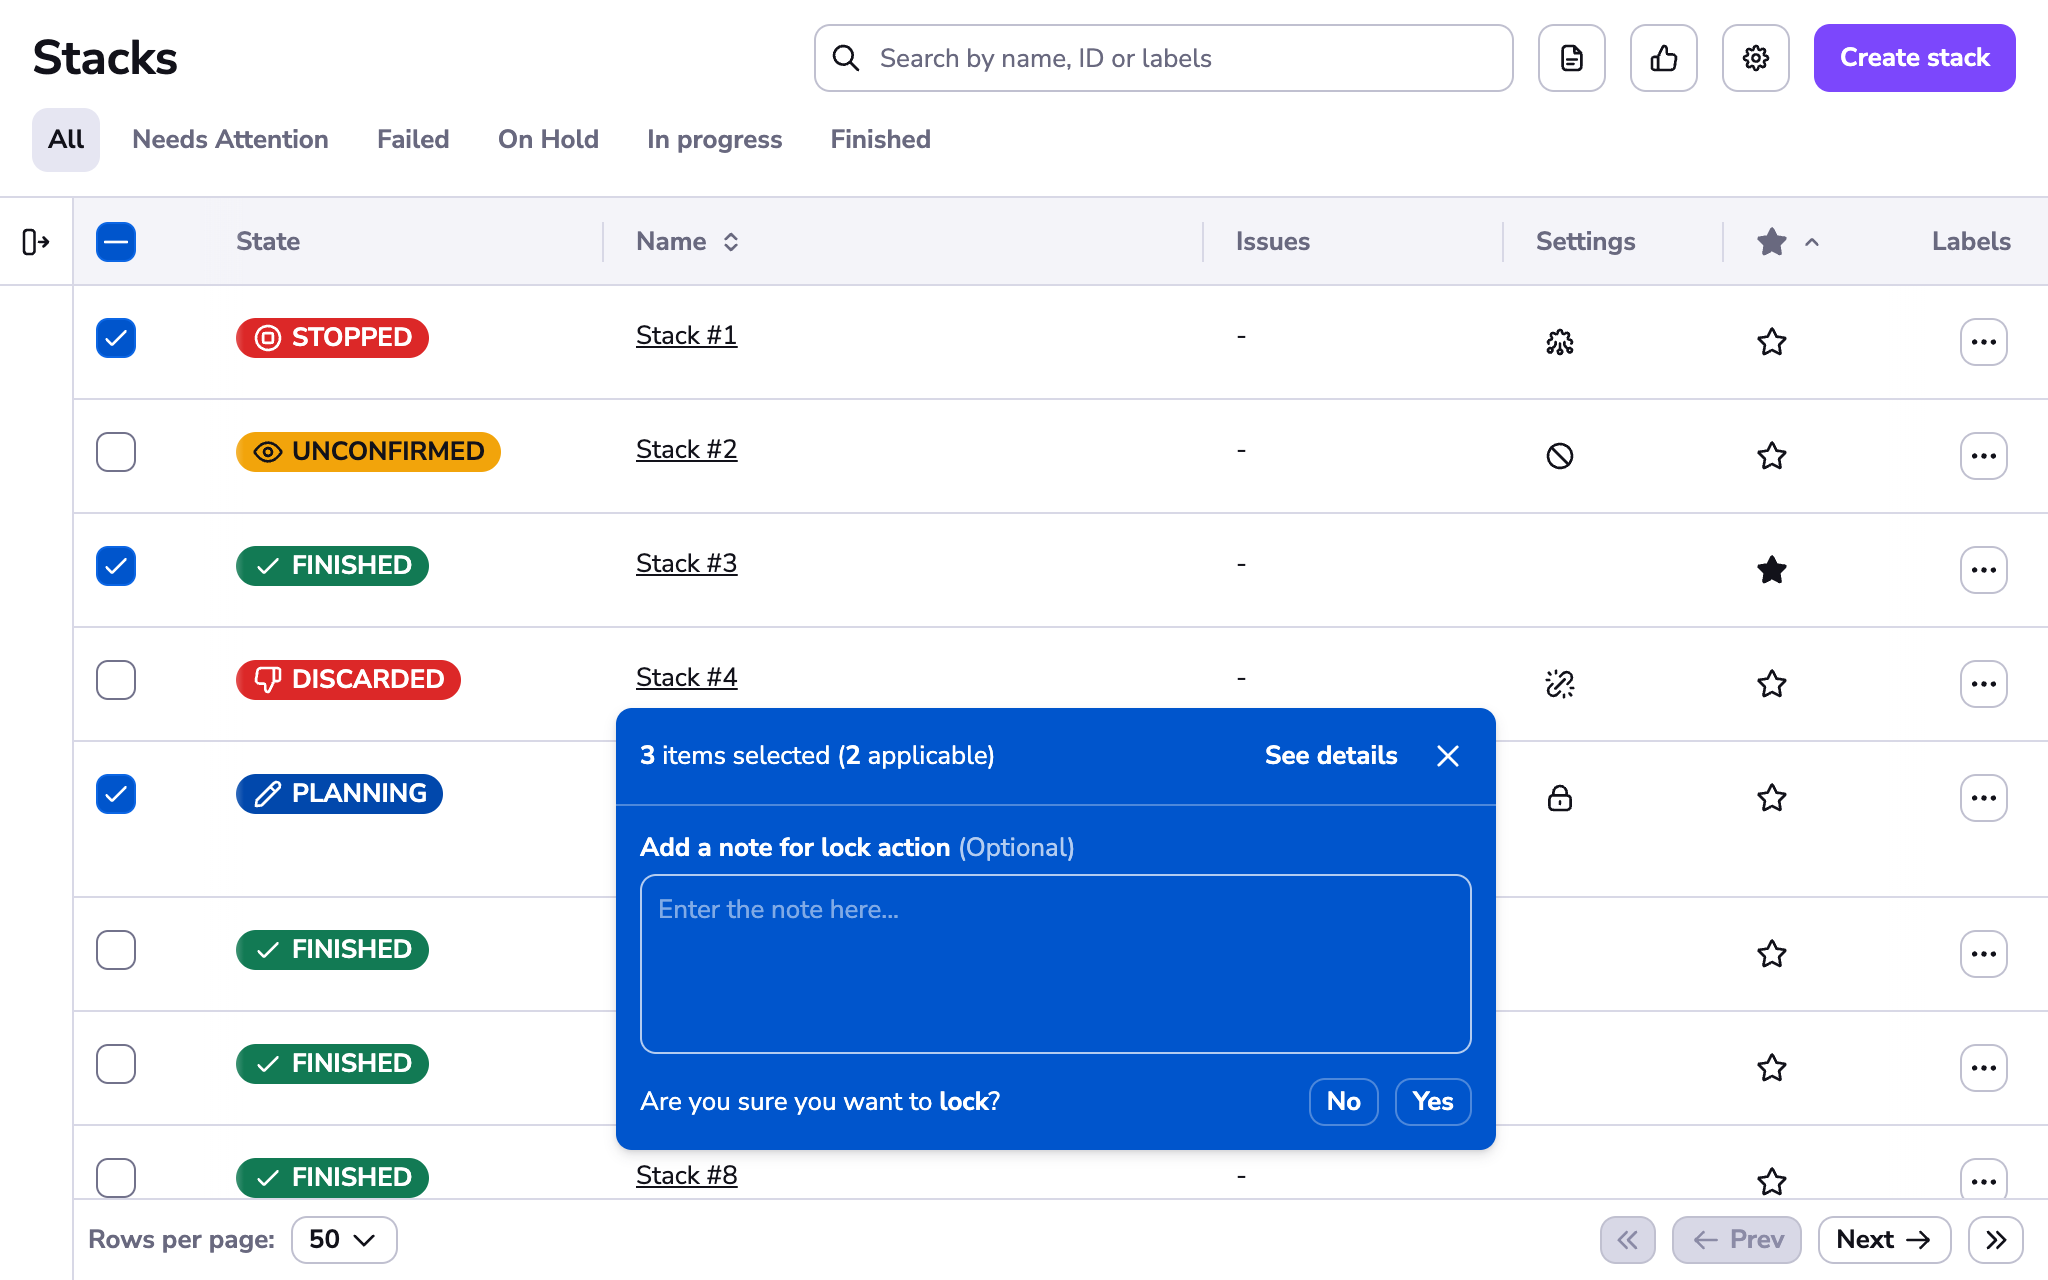 Stacks
Search by name, ID or labels
Create stack
All
Needs Attention
Failed
On Hold
In progress
Finished
State
Name
Issues
Settings
Labels
STOPPED
Stack #1
-
UNCONFIRMED
Stack #2
-
FINISHED
Stack #3
-
DISCARDED
Stack #4
-
PLANNING
3 items selected (2 applicable)
See details
Add a note for lock action (Optional)
Enter the note here...
Are you sure you want to lock?
No
Yes
FINISHED
FINISHED
FINISHED
Stack #8
-
Rows per page:
50
Prev
Next